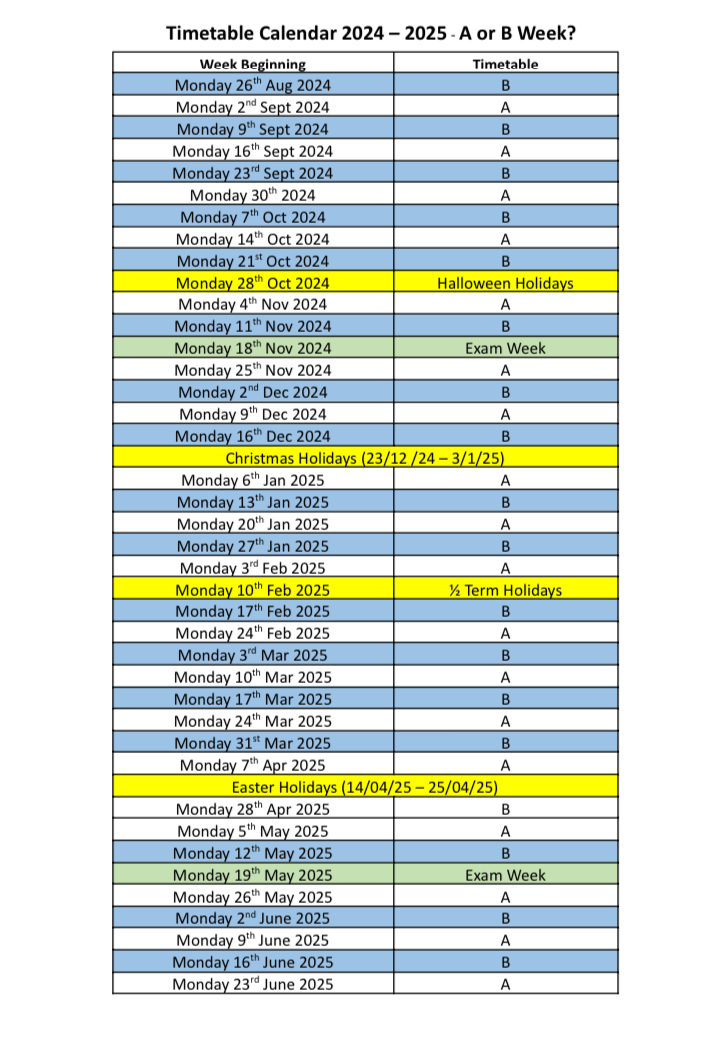 Timetable Calendar 2024 – 2025 - A or B Week?
Week Beginning Timetable
Monday 26th Aug 2024 B
Monday 2nd Sept 2024 A
Monday 9th Sept 2024 B
Monday 16th Sept 2024 A
Monday 23rd Sept 2024 B
Monday 30th 2024 A
Monday 7th Oct 2024 B
Monday 14th Oct 2024 A
Monday 21st Oct 2024 B
Monday 28th Oct 2024 Halloween Holidays
Monday 4th Nov 2024 A
Monday 11th Nov 2024 B
Monday 18th Nov 2024 Exam Week
Monday 25th Nov 2024 A
Monday 2nd Dec 2024 B
Monday 9th Dec 2024 A
Monday 16th Dec 2024 B
Christmas Holidays (23/12 /24 – 3/1/25)
Monday 6th Jan 2025 A
Monday 13th Jan 2025 B
Monday 20th Jan 2025 A
Monday 27th Jan 2025 B
Monday 3rd Feb 2025 A
Monday 10th Feb 2025 ½ Term Holidays
Monday 17th Feb 2025 B
Monday 24th Feb 2025 A
Monday 3rd Mar 2025 B
Monday 10th Mar 2025 A
Monday 17th Mar 2025 B
Monday 24th Mar 2025 A
Monday 31st Mar 2025 B
Monday 7th Apr 2025 A
Easter Holidays (14/04/25 – 25/04/25)
Monday 28th Apr 2025 B
Monday 5th May 2025 A
Monday 12th May 2025 B
Monday 19th May 2025 Exam Week
Monday 26th May 2025 A
Monday 2nd June 2025 B
Monday 9th June 2025 A
Monday 16th June 2025 B
Monday 23rd June 2025 A